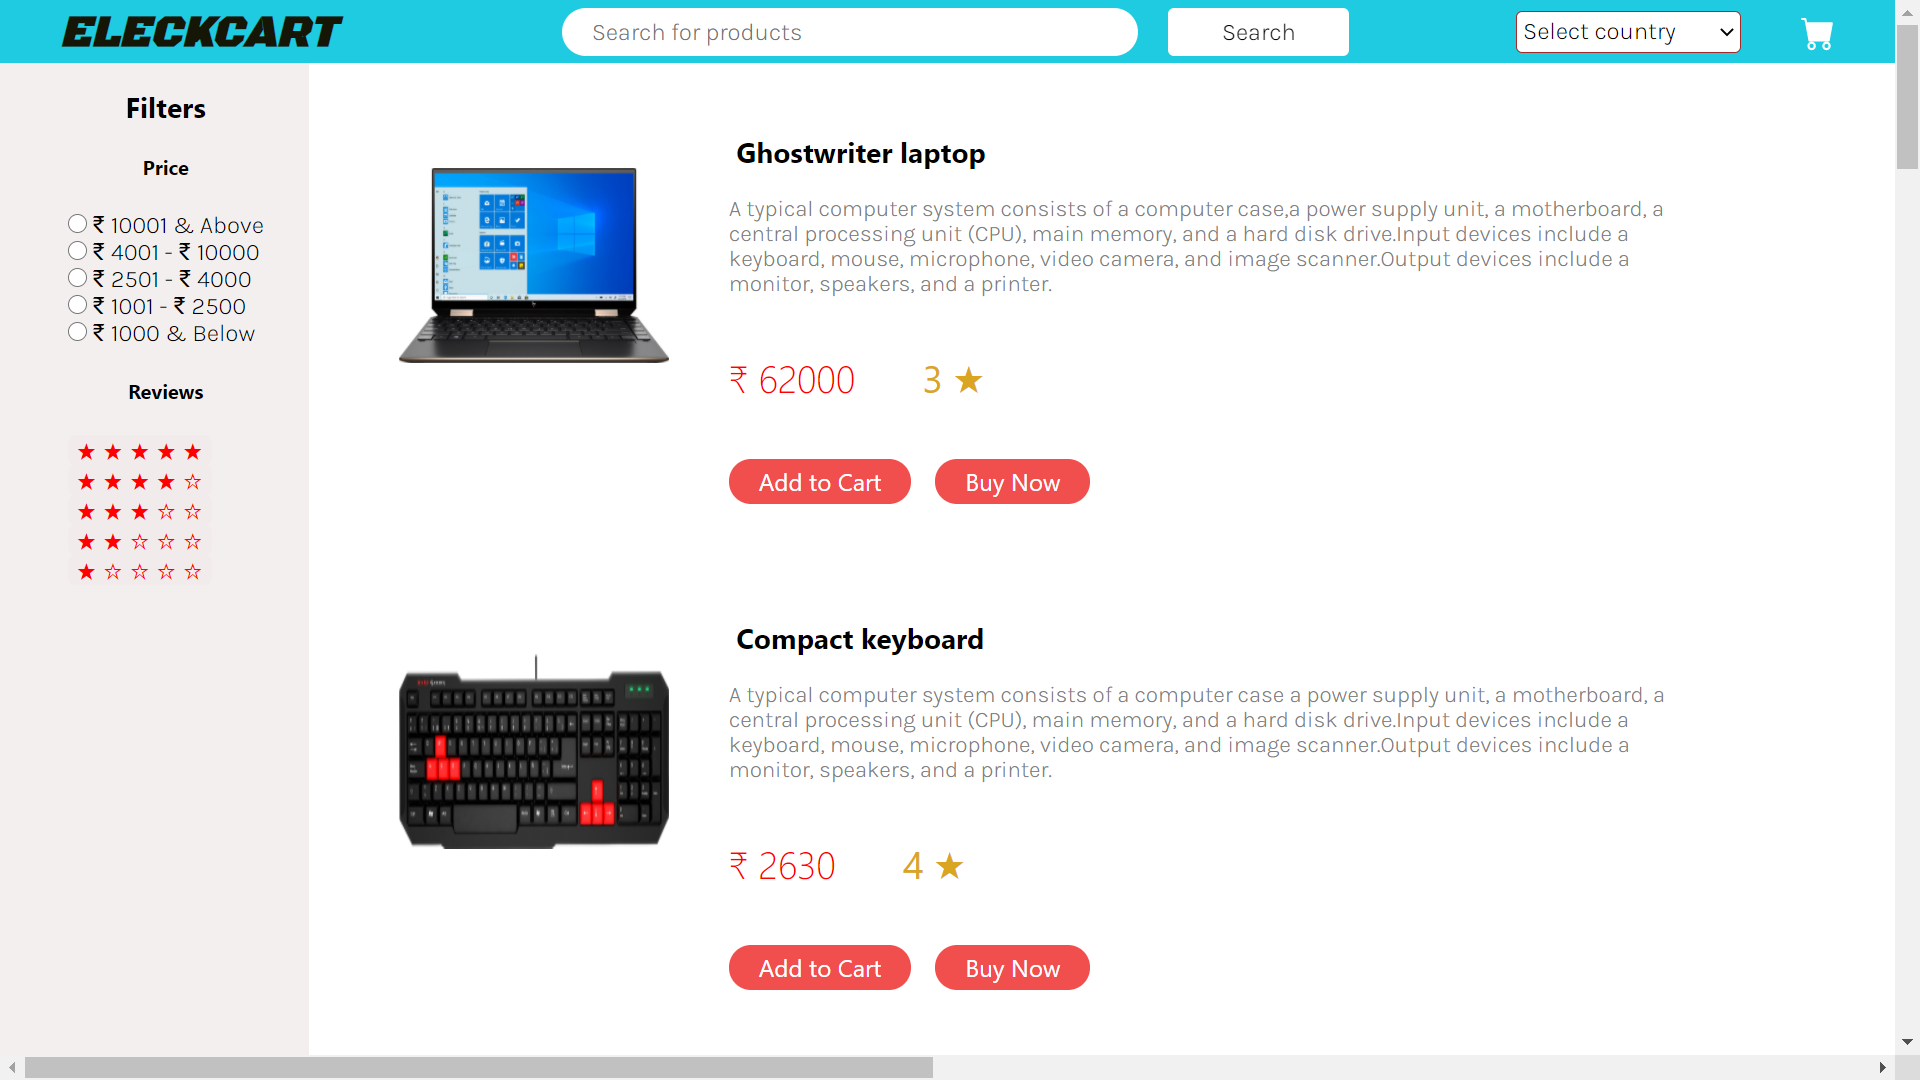 ELECKCART
Search for products
Search
Select country
Filters
Price
₹ 10001 & Above
₹ 4001 - ₹ 10000
₹ 2501 - ₹ 4000
₹ 1001 - ₹ 2500
₹ 1000 & Below
Reviews
★ ★ ★ ★ ★
★ ★ ★ ★ ☆
★ ★ ★ ☆ ☆
★ ★ ☆ ☆ ☆
★ ☆ ☆ ☆ ☆
Ghostwriter laptop
A typical computer system consists of a computer case,a power supply unit, a motherboard, a
central processing unit (CPU), main memory, and a hard disk drive.Input devices include a
keyboard, mouse, microphone, video camera, and image scanner.Output devices include a
monitor, speakers, and a printer.
₹ 62000 3 ★
Add to Cart Buy Now
Compact keyboard
A typical computer system consists of a computer case a power supply unit, a motherboard, a
central processing unit (CPU), main memory, and a hard disk drive.Input devices include a
keyboard, mouse, microphone, video camera, and image scanner.Output devices include a
monitor, speakers, and a printer.
₹ 2630 4 ★
Add to Cart Buy Now